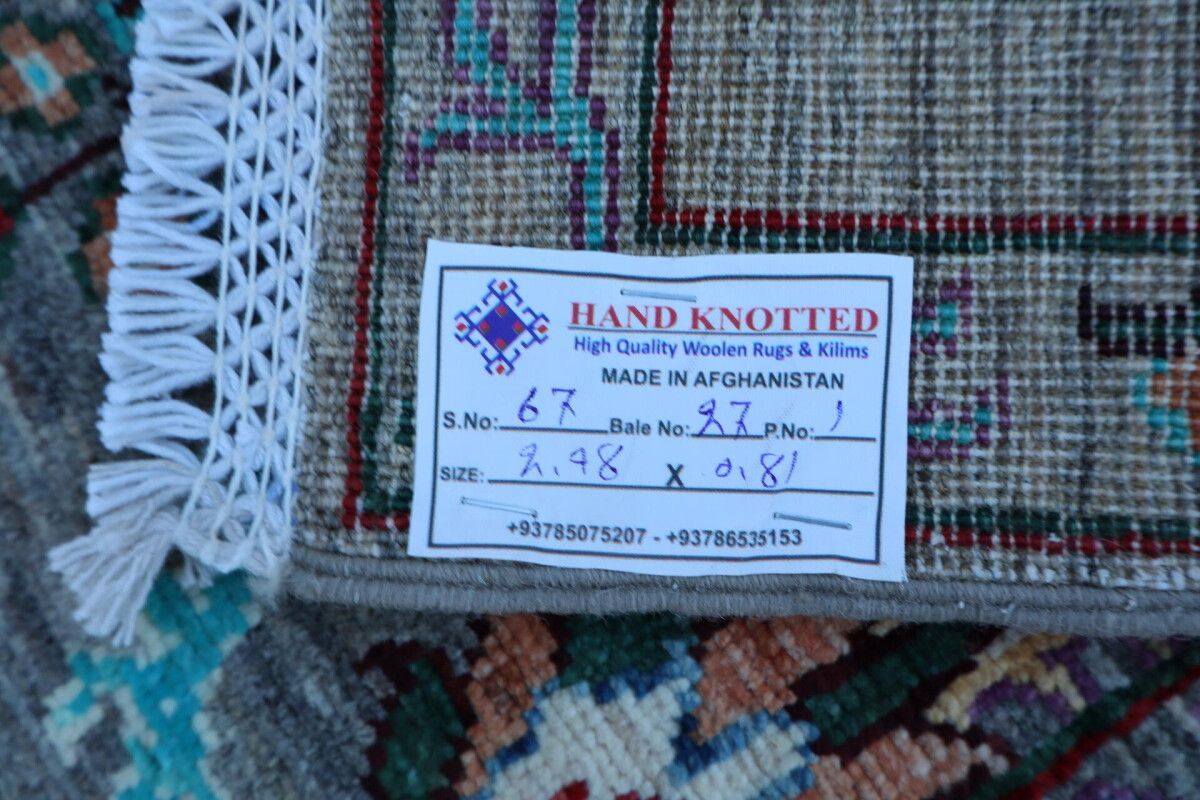 HAND KNOTTED
High Quality Woolen Rugs & Kilims
MADE IN AFGHANISTAN
S.No: 67 Bale No: 27 P.No: 1
SIZE: 2.98 X 0.81
+93785075207 - +93786535153